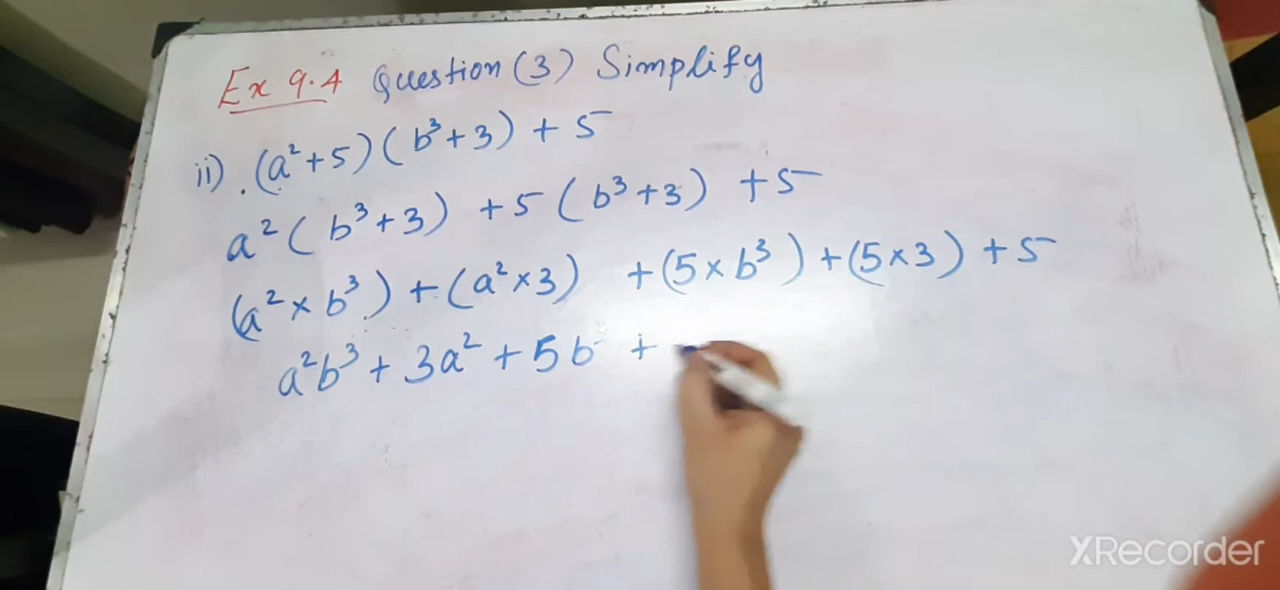 Ex 9.4 Question (3) Simplify
ii) . (a² + 5) ( b³ + 3) + 5
a² ( b³ + 3) + 5 ( b³ + 3) + 5
(a² × b³) + (a² × 3) + (5 × b³) + (5 × 3) + 5
a²b³ + 3a² + 5b +
XRecorder